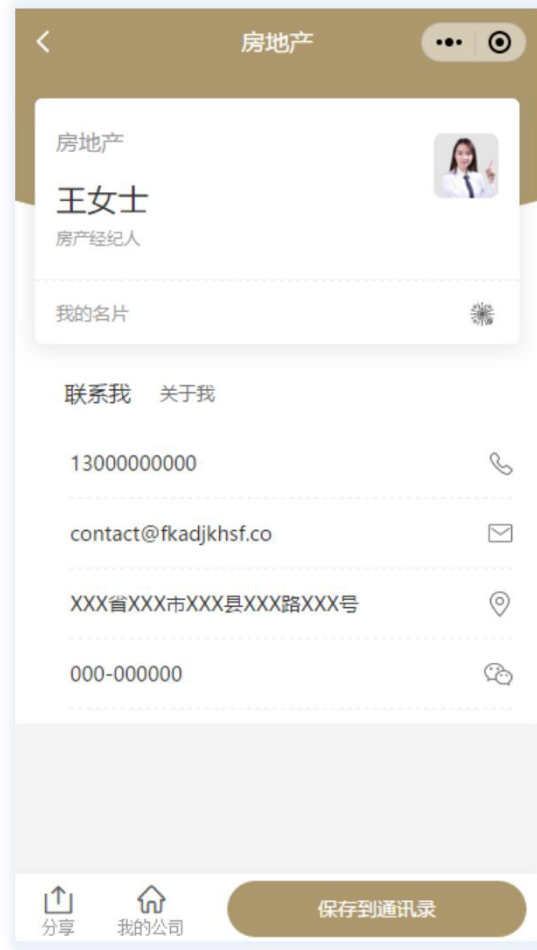 房地产
房地产
王女士
房产经纪人
我的名片
联系我 关于我
13000000000
contact@fkadjkhsf.co
XXX省XXX市XXX县XXX路XXX号
000-000000
分享 我的公司 保存到通讯录